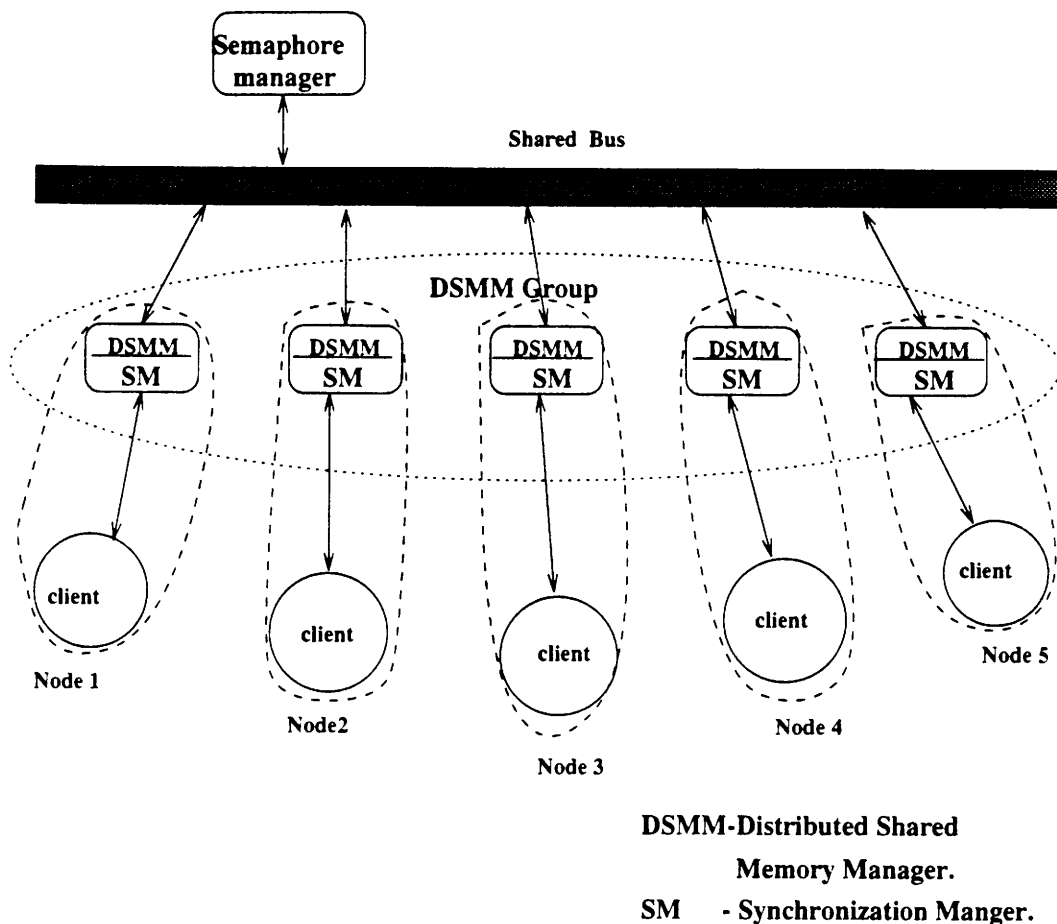 Semaphore
manager
Shared Bus
DSMM Group
DSMM
SM
DSMM
SM
DSMM
SM
DSMM
SM
DSMM
SM
client
client
client
client
client
Node 1
Node2
Node 3
Node 4
Node 5
DSMM-Distributed Shared
Memory Manager.
SM - Synchronization Manger.